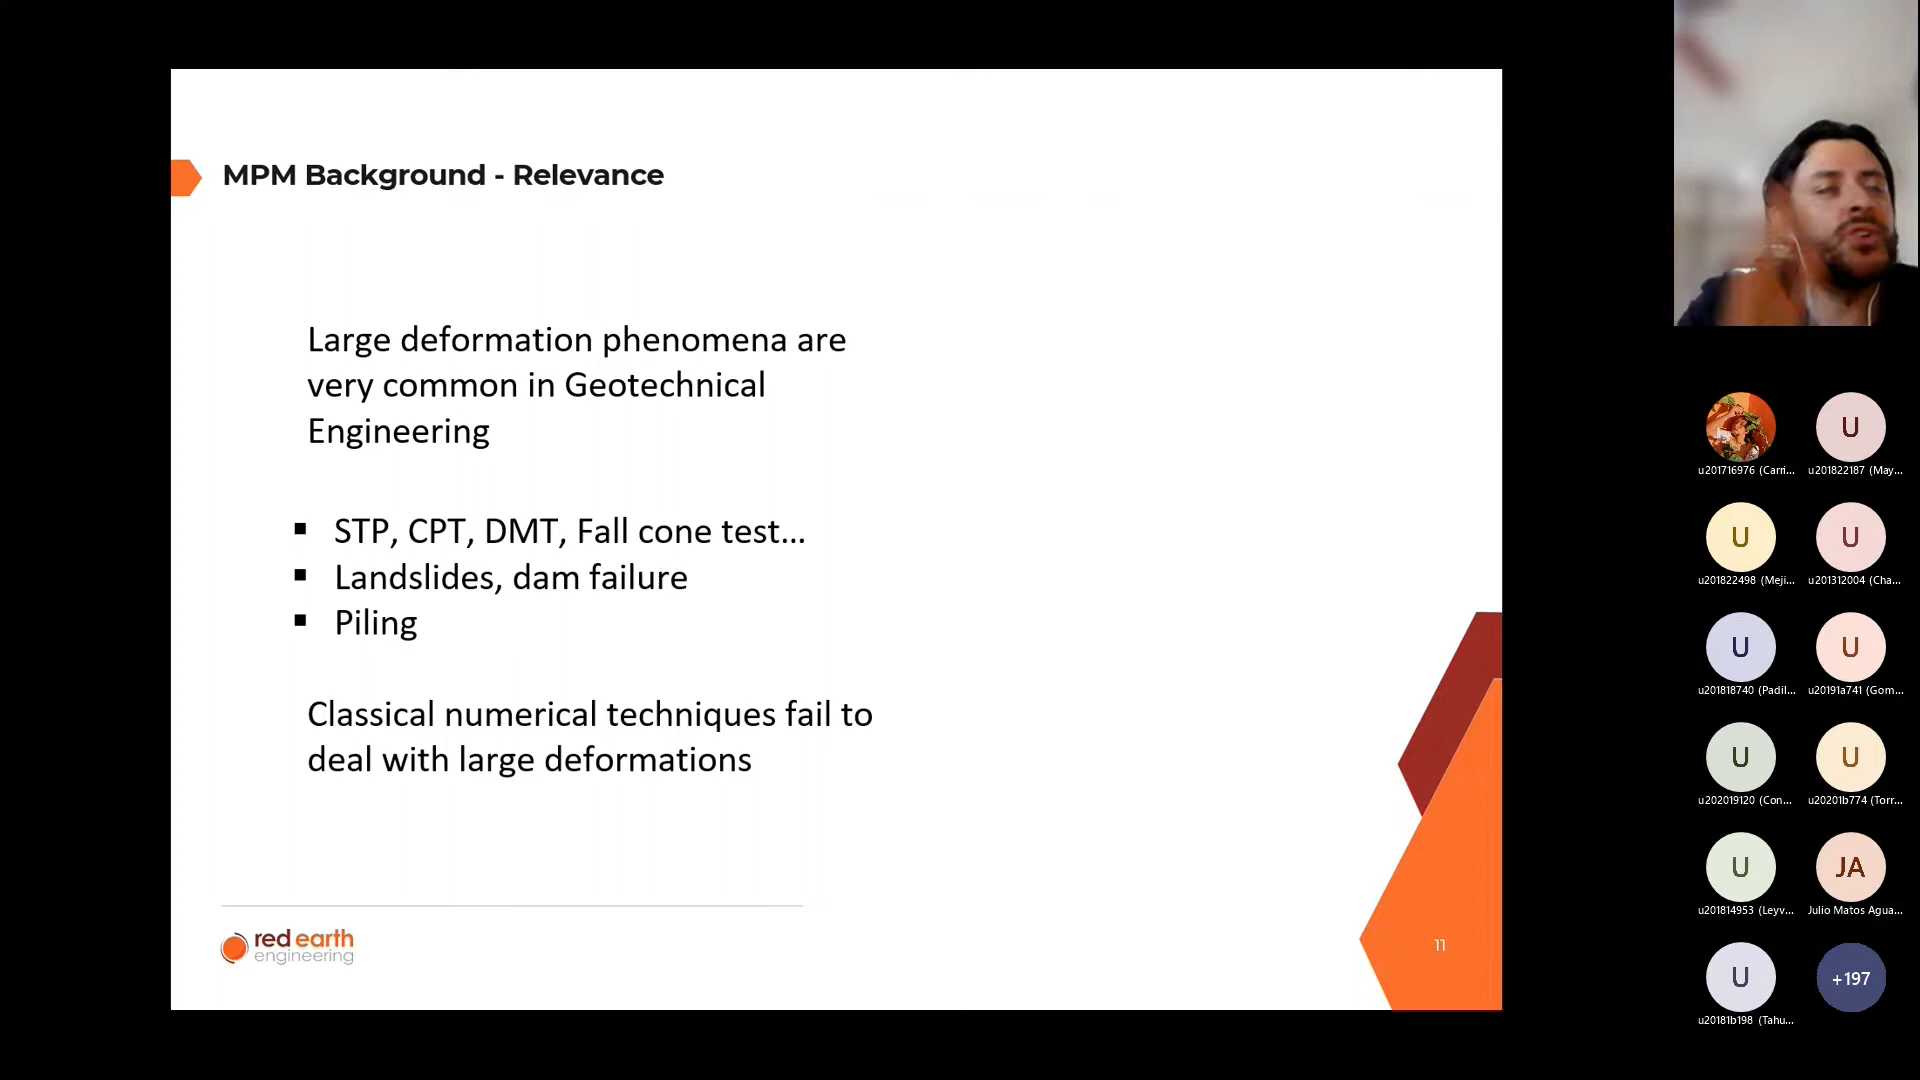 MPM Background - Relevance
Large deformation phenomena are
very common in Geotechnical
Engineering
▪ STP, CPT, DMT, Fall cone test...
▪ Landslides, dam failure
▪ Piling
Classical numerical techniques fail to
deal with large deformations
red earth
engineering
11
u201716976 (Carri...
U
u201822187 (May...
U
u201822498 (Meji...
U
u201312004 (Cha...
U
u201818740 (Padil...
U
u20191a741 (Gom...
U
u202019120 (Con...
U
u20201b774 (Torr...
U
u201814953 (Leyv...
JA
Julio Matos Agua...
U
u20181b198 (Tahu...
+197